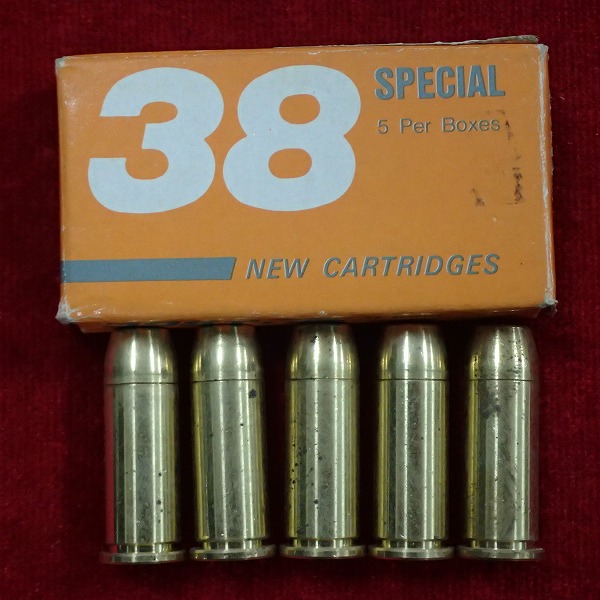 38 SPECIAL
5 Per Boxes
NEW CARTRIDGES